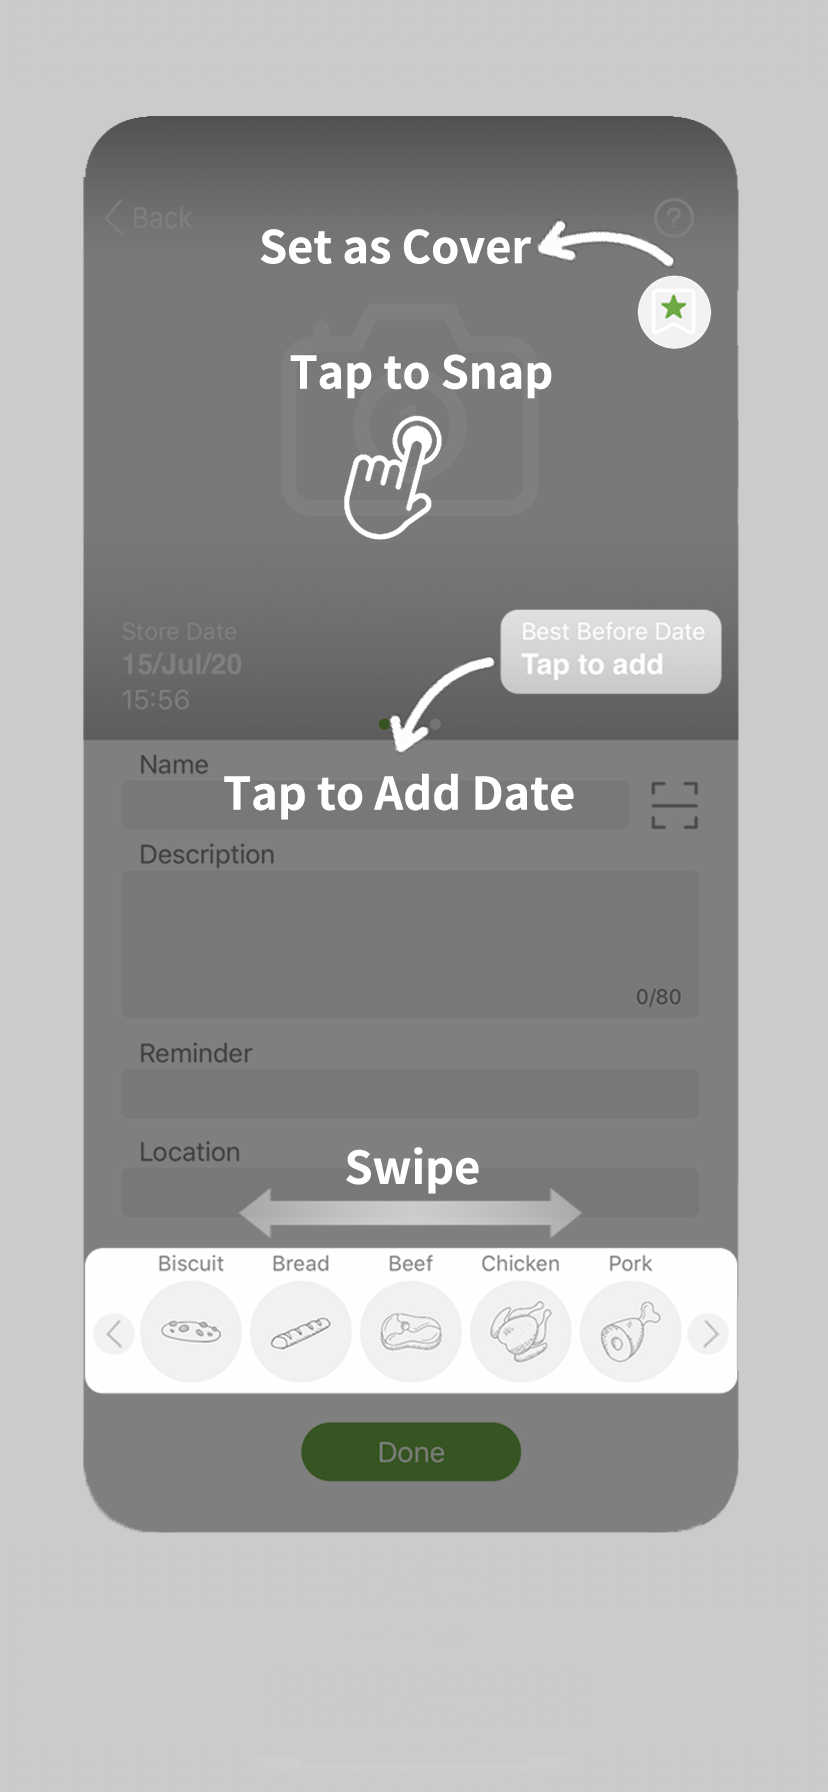 Back
?
Set as Cover
Tap to Snap
Store Date
15/Jul/20
15:56
Best Before Date
Tap to add
Name
Tap to Add Date
Description
0/80
Reminder
Location
Swipe
Biscuit Bread Beef Chicken Pork
Done